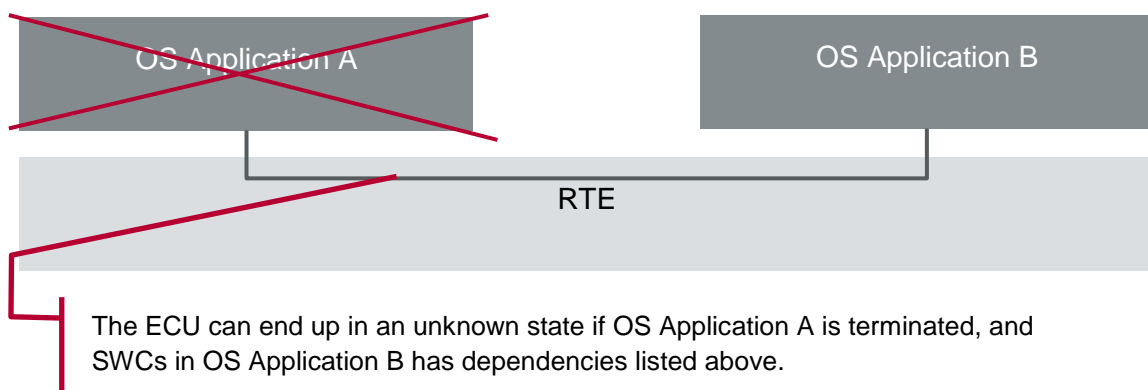 OS Application A
OS Application B
RTE
The ECU can end up in an unknown state if OS Application A is terminated, and
SWCs in OS Application B has dependencies listed above.